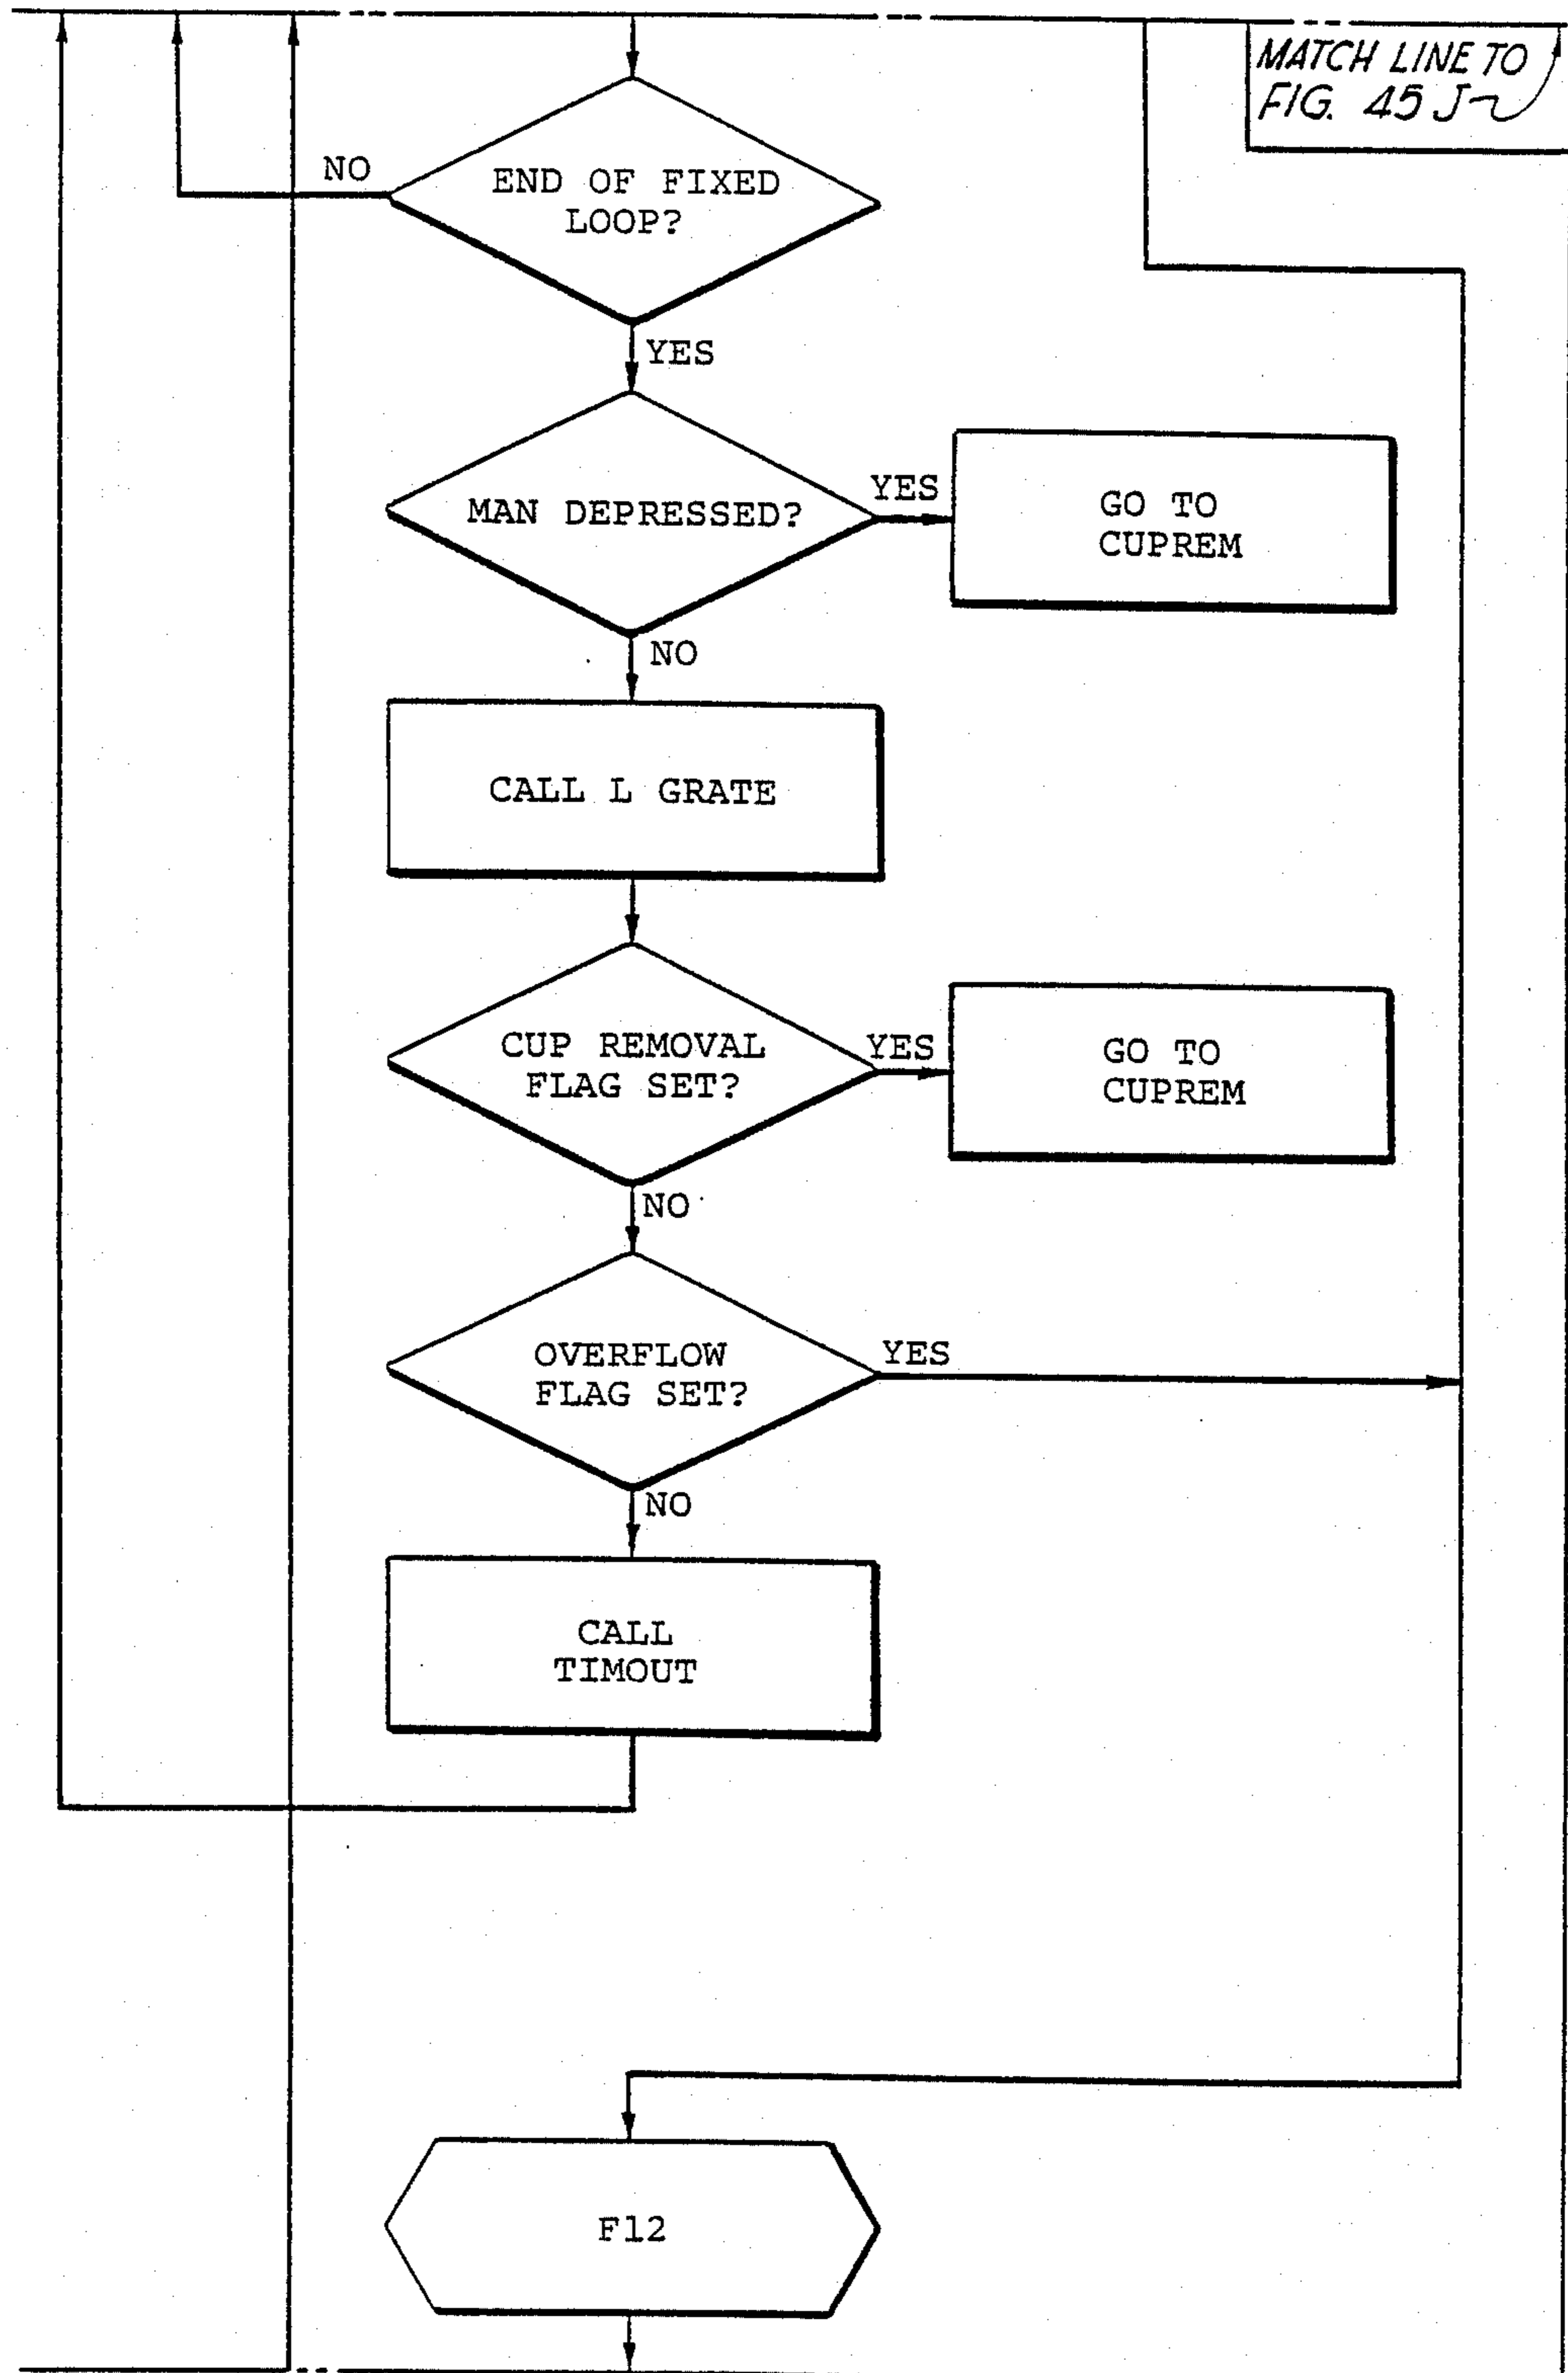 MATCH LINE TO
FIG. 45 J
NO
END OF FIXED
LOOP?
YES
MAN DEPRESSED?
YES
GO TO
CUPREM
NO
CALL L GRATE
CUP REMOVAL
FLAG SET?
YES
GO TO
CUPREM
NO
OVERFLOW
FLAG SET?
YES
NO
CALL
TIMOUT
F12